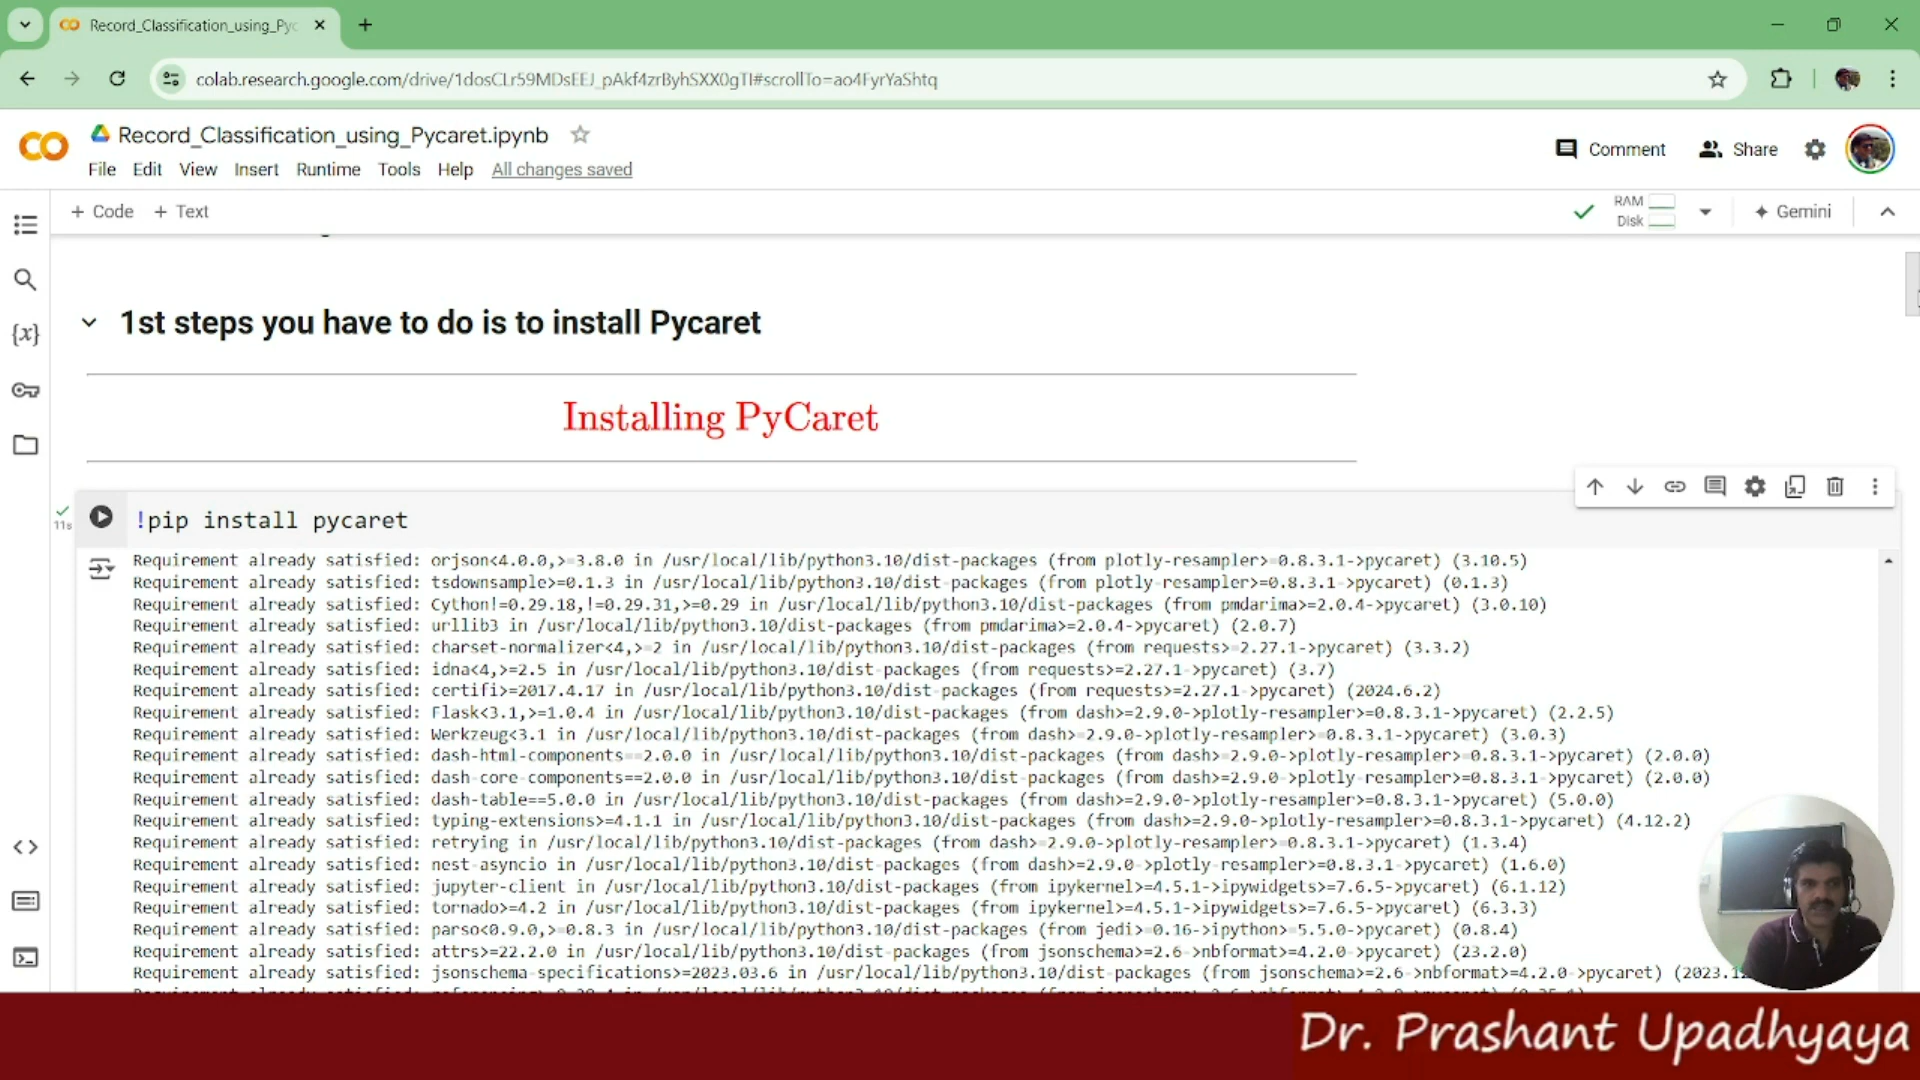 Record_Classification_using_Pyc
colab.research.google.com/drive/1dosCLr59MDsEEJ_pAkf4zrByhSXX0gTI#scrollTo=ao4FyrYaShtq
Record_Classification_using_Pycaret.ipynb
Comment
Share
File Edit View Insert Runtime Tools Help All changes saved
+ Code + Text
RAM
Disk
Gemini
1st steps you have to do is to install Pycaret
Installing PyCaret
11s
!pip install pycaret
Requirement already satisfied: orjson<4.0.0,>=3.8.0 in /usr/local/lib/python3.10/dist-packages (from plotly-resampler>=0.8.3.1->pycaret) (3.10.5)
Requirement already satisfied: tsdownsample>=0.1.3 in /usr/local/lib/python3.10/dist-packages (from plotly-resampler>=0.8.3.1->pycaret) (0.1.3)
Requirement already satisfied: Cython!=0.29.18,!=0.29.31,>=0.29 in /usr/local/lib/python3.10/dist-packages (from pmdarima>=2.0.4->pycaret) (3.0.10)
Requirement already satisfied: urllib3 in /usr/local/lib/python3.10/dist-packages (from pmdarima>=2.0.4->pycaret) (2.0.7)
Requirement already satisfied: charset-normalizer<4,>=2 in /usr/local/lib/python3.10/dist-packages (from requests>=2.27.1->pycaret) (3.3.2)
Requirement already satisfied: idna<4,>=2.5 in /usr/local/lib/python3.10/dist-packages (from requests>=2.27.1->pycaret) (3.7)
Requirement already satisfied: certifi>=2017.4.17 in /usr/local/lib/python3.10/dist-packages (from requests>=2.27.1->pycaret) (2024.6.2)
Requirement already satisfied: Flask<3.1,>=1.0.4 in /usr/local/lib/python3.10/dist-packages (from dash>=2.9.0->plotly-resampler>=0.8.3.1->pycaret) (2.2.5)
Requirement already satisfied: Werkzeug<3.1 in /usr/local/lib/python3.10/dist-packages (from dash>=2.9.0->plotly-resampler>=0.8.3.1->pycaret) (3.0.3)
Requirement already satisfied: dash-html-components==2.0.0 in /usr/local/lib/python3.10/dist-packages (from dash>=2.9.0->plotly-resampler>=0.8.3.1->pycaret) (2.0.0)
Requirement already satisfied: dash-core-components==2.0.0 in /usr/local/lib/python3.10/dist-packages (from dash>=2.9.0->plotly-resampler>=0.8.3.1->pycaret) (2.0.0)
Requirement already satisfied: dash-table==5.0.0 in /usr/local/lib/python3.10/dist-packages (from dash>=2.9.0->plotly-resampler>=0.8.3.1->pycaret) (5.0.0)
Requirement already satisfied: typing-extensions>=4.1.1 in /usr/local/lib/python3.10/dist-packages (from dash>=2.9.0->plotly-resampler>=0.8.3.1->pycaret) (4.12.2)
Requirement already satisfied: retrying in /usr/local/lib/python3.10/dist-packages (from dash>=2.9.0->plotly-resampler>=0.8.3.1->pycaret) (1.3.4)
Requirement already satisfied: nest-asyncio in /usr/local/lib/python3.10/dist-packages (from dash>=2.9.0->plotly-resampler>=0.8.3.1->pycaret) (1.6.0)
Requirement already satisfied: jupyter-client in /usr/local/lib/python3.10/dist-packages (from ipykernel>=4.5.1->ipywidgets>=7.6.5->pycaret) (6.1.12)
Requirement already satisfied: tornado>=4.2 in /usr/local/lib/python3.10/dist-packages (from ipykernel>=4.5.1->ipywidgets>=7.6.5->pycaret) (6.3.3)
Requirement already satisfied: parso<0.9.0,>=0.8.3 in /usr/local/lib/python3.10/dist-packages (from jedi>=0.16->ipython>=5.5.0->pycaret) (0.8.4)
Requirement already satisfied: attrs>=22.2.0 in /usr/local/lib/python3.10/dist-packages (from jsonschema>=2.6->nbformat>=4.2.0->pycaret) (23.2.0)
Requirement already satisfied: jsonschema-specifications>=2023.03.6 in /usr/local/lib/python3.10/dist-packages (from jsonschema>=2.6->nbformat>=4.2.0->pycaret) (2023.1
Dr. Prashant Upadhyaya